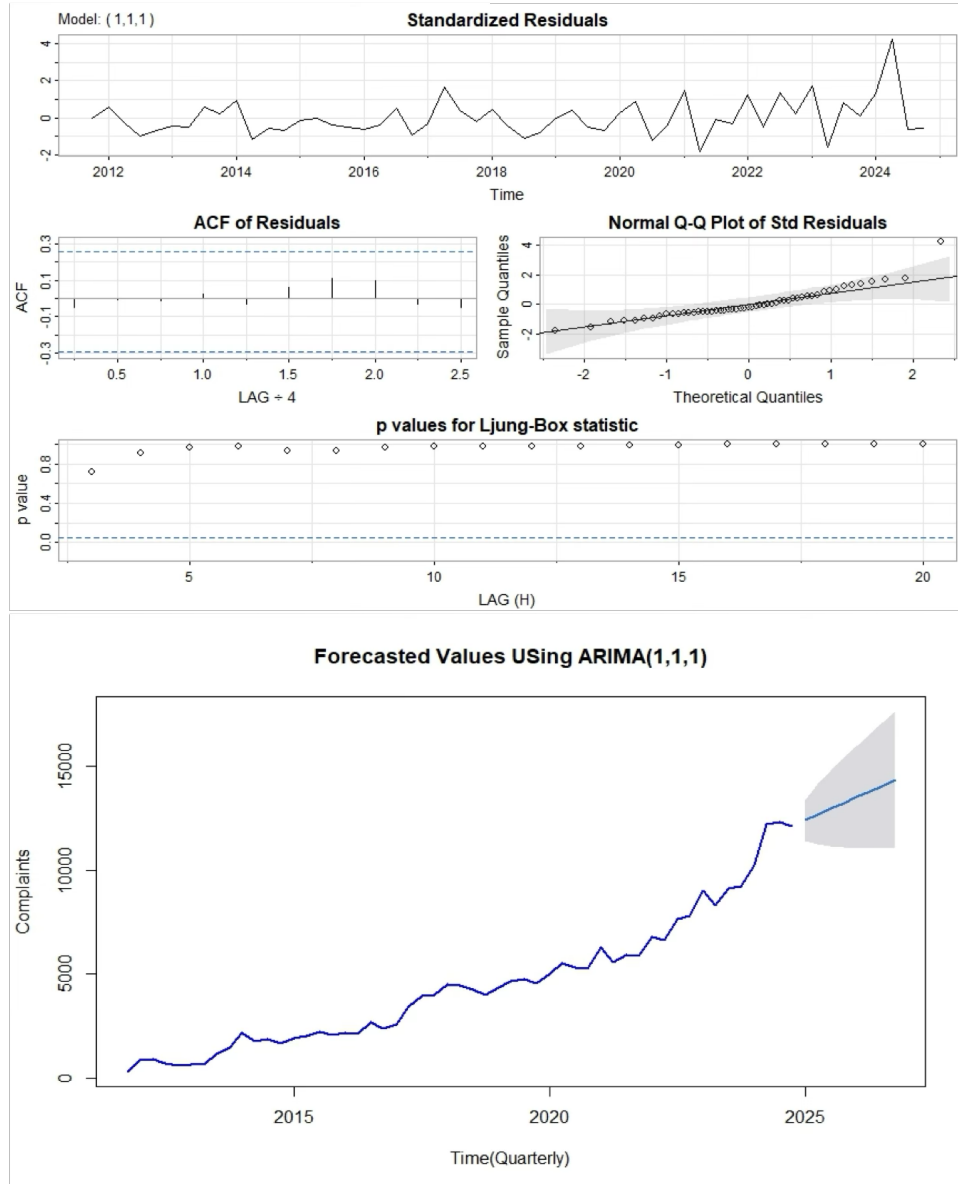 Model: ( 1,1,1 )
Standardized Residuals
4
2
0
-2
2012 2014 2016 2018 2020 2022 2024
Time
ACF of Residuals
ACF
0.3
0.1
-0.1
-0.3
0.5 1.0 1.5 2.0 2.5
LAG ÷ 4
Normal Q-Q Plot of Std Residuals
Sample Quantiles
4
2
0
-2
-2 -1 0 1 2
Theoretical Quantiles
p values for Ljung-Box statistic
p value
0.8
0.4
0.0
5 10 15 20
LAG (H)
Forecasted Values USing ARIMA(1,1,1)
Complaints
15000
10000
5000
0
2015 2020 2025
Time(Quarterly)